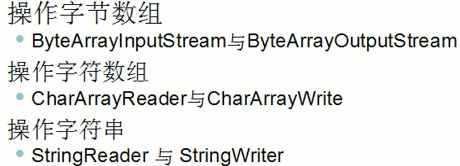 操作字节数组
ByteArrayInputStream与ByteArrayOutputStream
操作字符数组
CharArrayReader与CharArrayWrite
操作字符串
StringReader 与 StringWriter